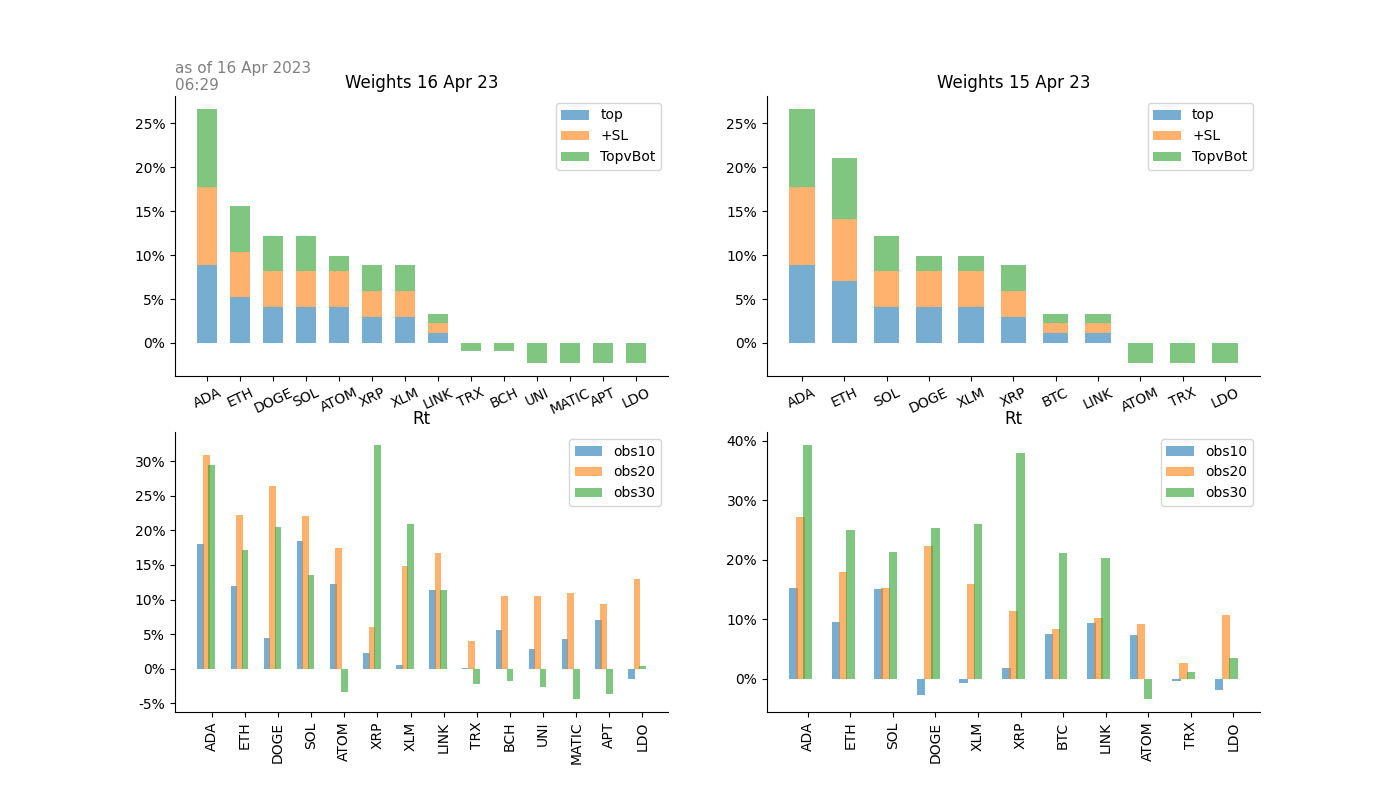 as of 16 Apr 2023
06:29
Weights 16 Apr 23
25%
20%
15%
10%
5%
0%
top
+SL
TopvBot
ADA ETH DOGE SOL ATOM XRP XLM LINK TRX BCH UNI MATIC APT LDO
Weights 15 Apr 23
25%
20%
15%
10%
5%
0%
top
+SL
TopvBot
ADA ETH SOL DOGE XLM XRP BTC LINK ATOM TRX LDO
Rt
30%
25%
20%
15%
10%
5%
0%
-5%
obs10
obs20
obs30
ADA ETH DOGE SOL ATOM XRP XLM LINK TRX BCH UNI MATIC APT LDO
Rt
40%
30%
20%
10%
0%
obs10
obs20
obs30
ADA ETH SOL DOGE XLM XRP BTC LINK ATOM TRX LDO